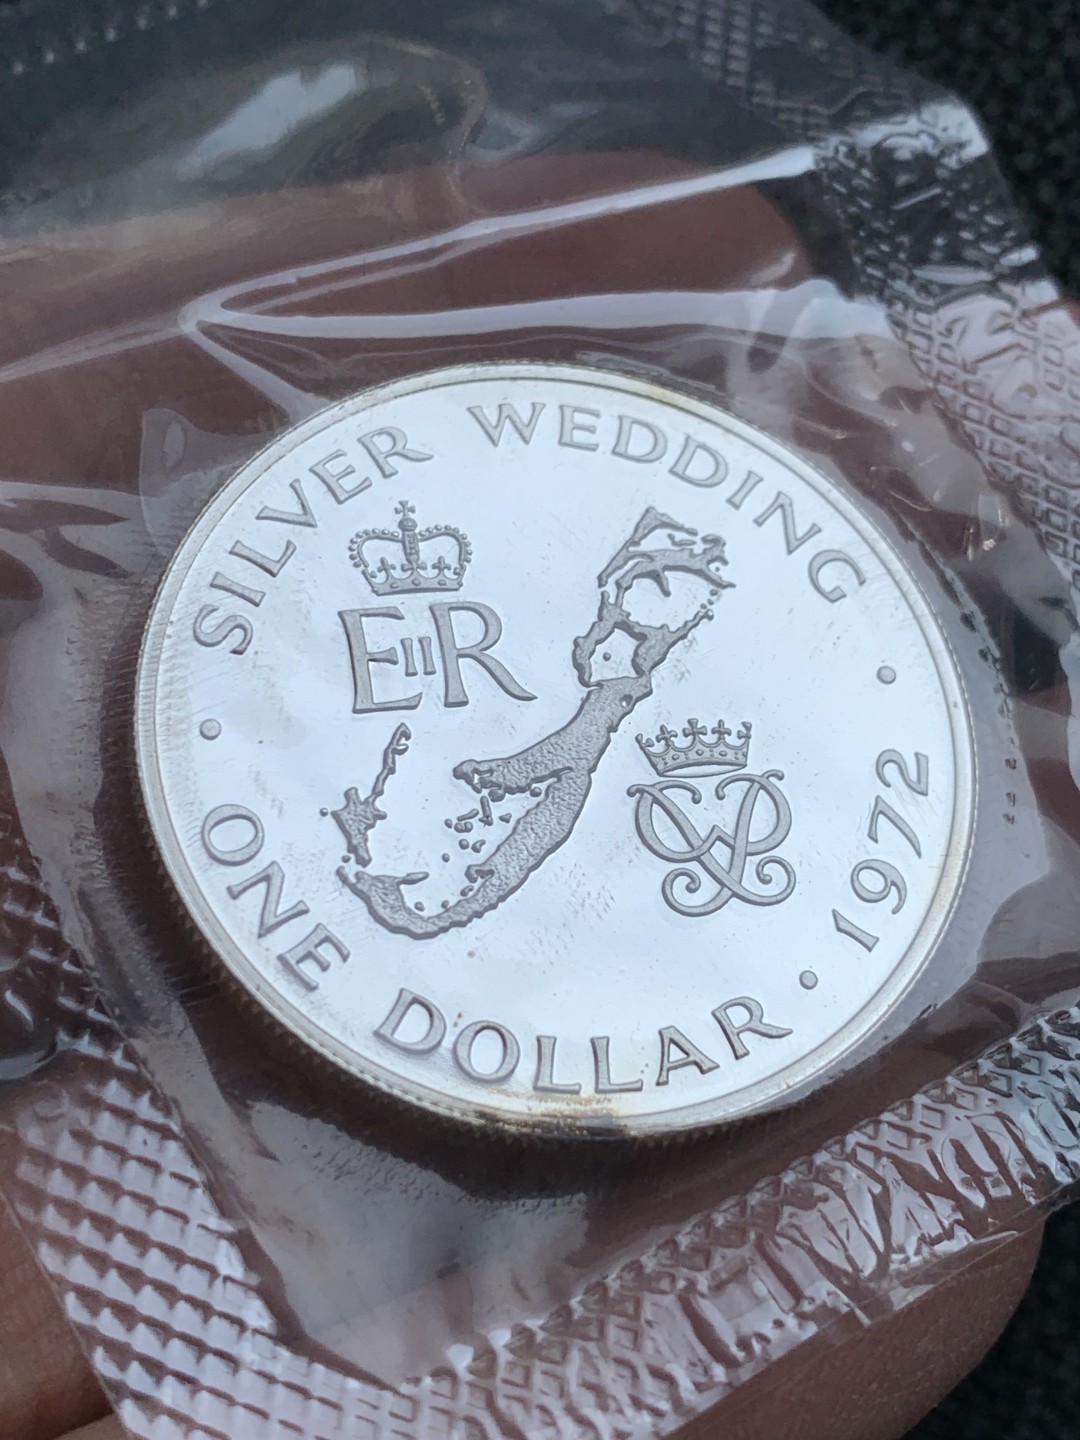 SILVER WEDDING
EIIR
P
ONE DOLLAR
1972